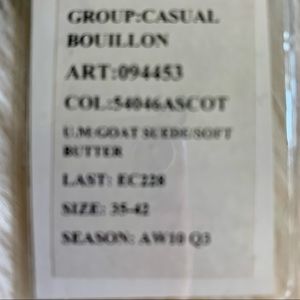 GROUP:CASUAL
BOUILLON
ART:094453
COL:54046ASCOT
U.M:GOAT SUEDE/SOFT
BUTTER
LAST: EC220
SIZE: 35-42
SEASON: AW10 Q3